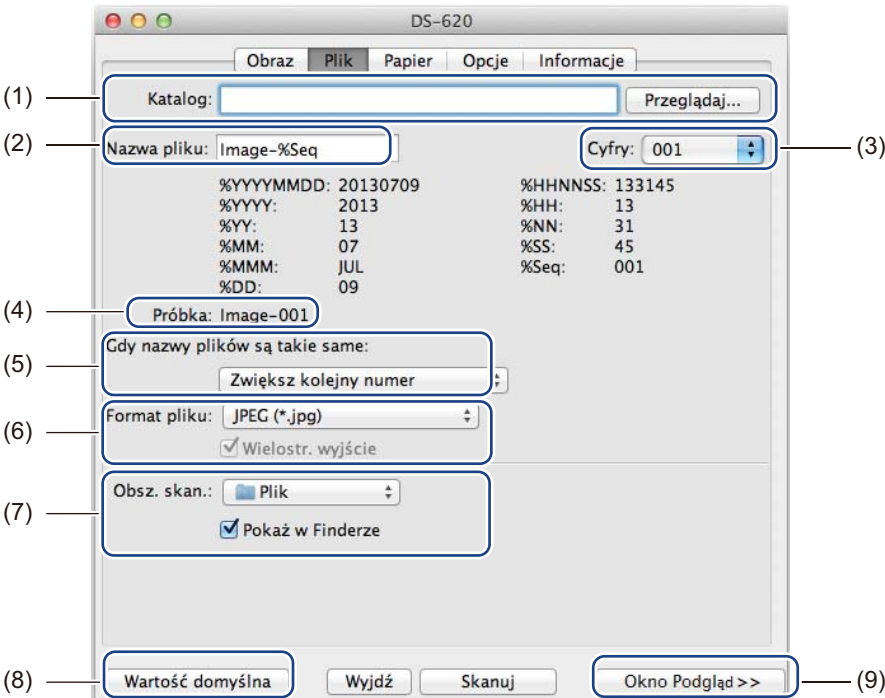 DS-620
Obraz Plik Papier Opcje Informacje
(1) Katalog: Przeglądaj...
(2) Nazwa pliku: Image-%Seq Cyfry: 001 (3)
%YYYYMMDD: 20130709 %HHNNSS: 133145
%YYYY: 2013 %HH: 13
%YY: 13 %NN: 31
%MM: 07 %SS: 45
%MMM: JUL %Seq: 001
%DD: 09
(4) Próbka: Image-001
Gdy nazwy plików są takie same:
(5) Zwiększ kolejny numer
(6) Format pliku: JPEG (*.jpg)
Wielostr. wyjście
(7) Obsz. skan.: Plik
Pokaż w Finderze
(8) Wartość domyślna Wyjdź Skanuj Okno Podgląd >> (9)